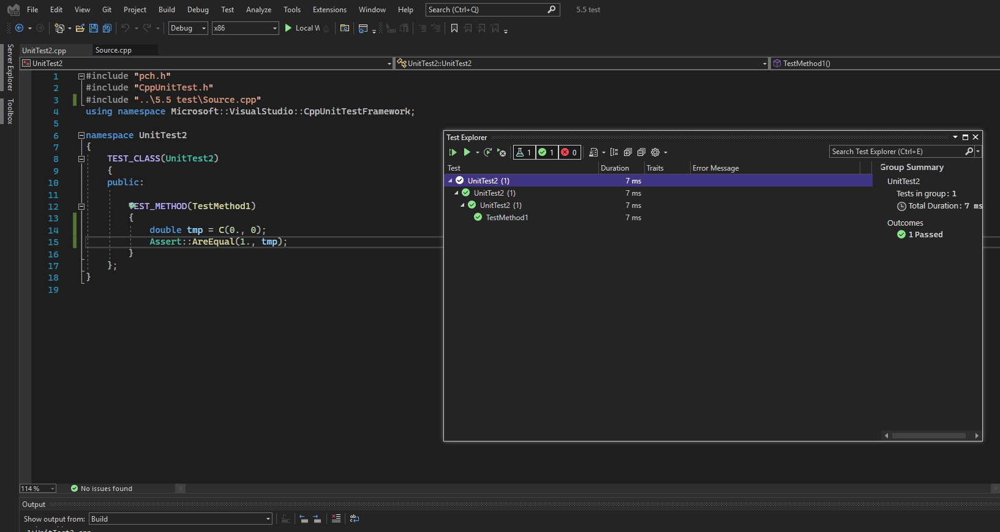 File Edit View Git Project Build Debug Test Analyze Tools Extensions Window Help Search (Ctrl+Q) 5.5 test
PRE
Debug x86 Local W
Server Explorer
Toolbox
UnitTest2.cpp Source.cpp
UnitTest2 UnitTest2::UnitTest2 TestMethod1()
1 #include "pch.h"
2 #include "CppUnitTest.h"
3 #include "..\5.5 test\Source.cpp"
4 using namespace Microsoft::VisualStudio::CppUnitTestFramework;
5
6 namespace UnitTest2
7 {
8 TEST_CLASS(UnitTest2)
9 {
10 public:
11
12 TEST_METHOD(TestMethod1)
13 {
14 double tmp = C(0., 0);
15 Assert::AreEqual(1., tmp);
16 }
17 };
18 }
19
Test Explorer
1 1 0 Search Test Explorer (Ctrl+E)
Test Duration Traits Error Message
UnitTest2 (1) 7 ms
UnitTest2 (1) 7 ms
UnitTest2 (1) 7 ms
TestMethod1 7 ms
Group Summary
UnitTest2
Tests in group: 1
Total Duration: 7 ms
Outcomes
1 Passed
114 % No issues found
Output
Show output from: Build